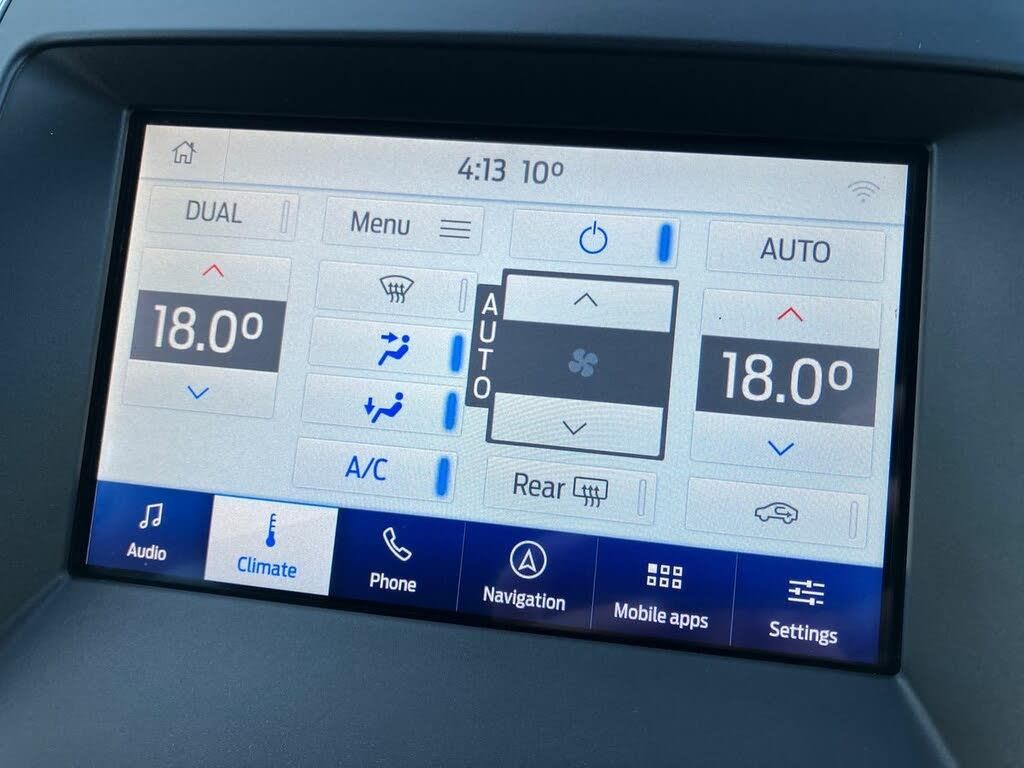 4:13 10º
DUAL
Menu
AUTO
18.0º
AUTO
18.0º
A/C
Rear
Audio
Climate
Phone
Navigation
Mobile apps
Settings